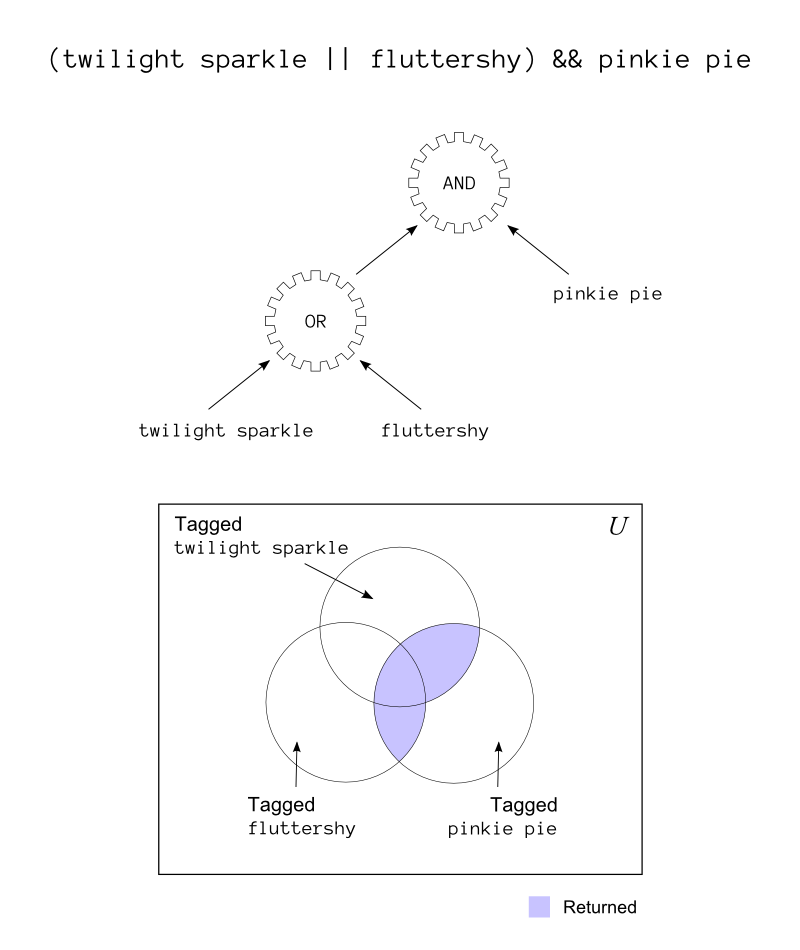 (twilight sparkle || fluttershy) && pinkie pie
AND
pinkie pie
OR
twilight sparkle
fluttershy
Tagged
twilight sparkle
U
Tagged
fluttershy
Tagged
pinkie pie
Returned